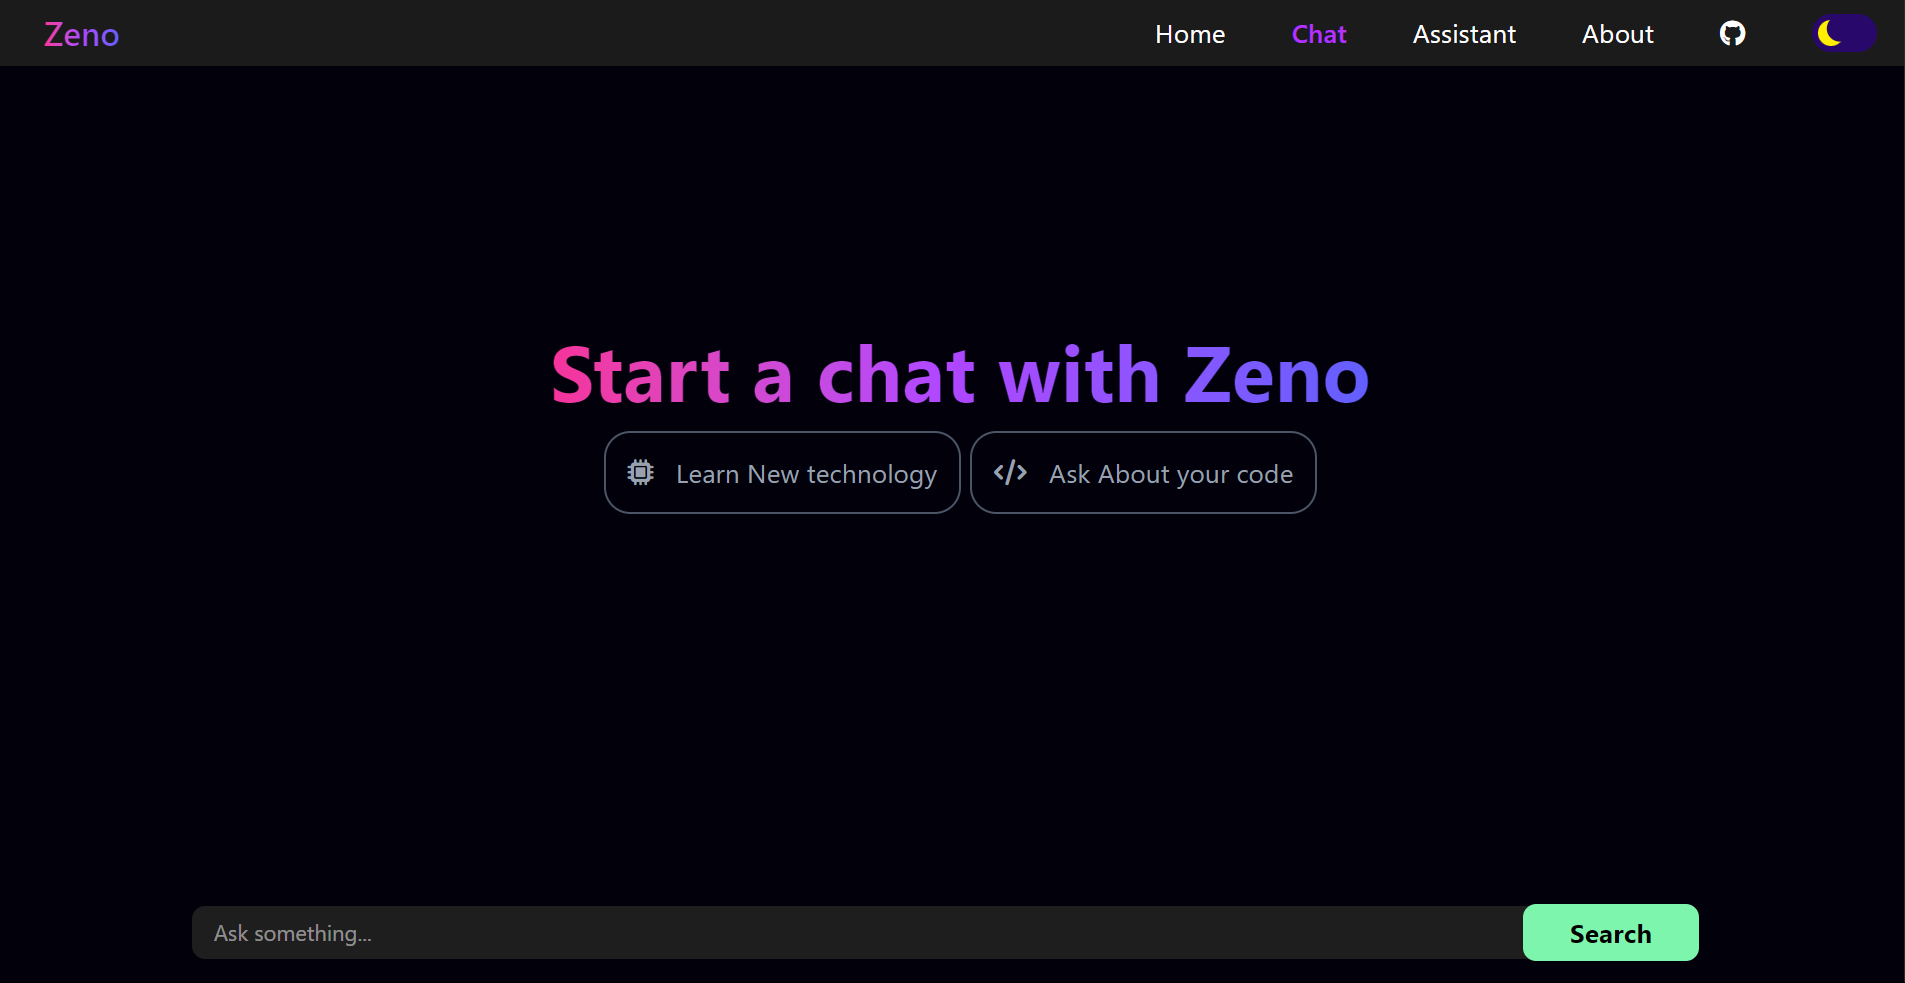 Zeno
Home Chat Assistant About
Start a chat with Zeno
Learn New technology
Ask About your code
Ask something...
Search